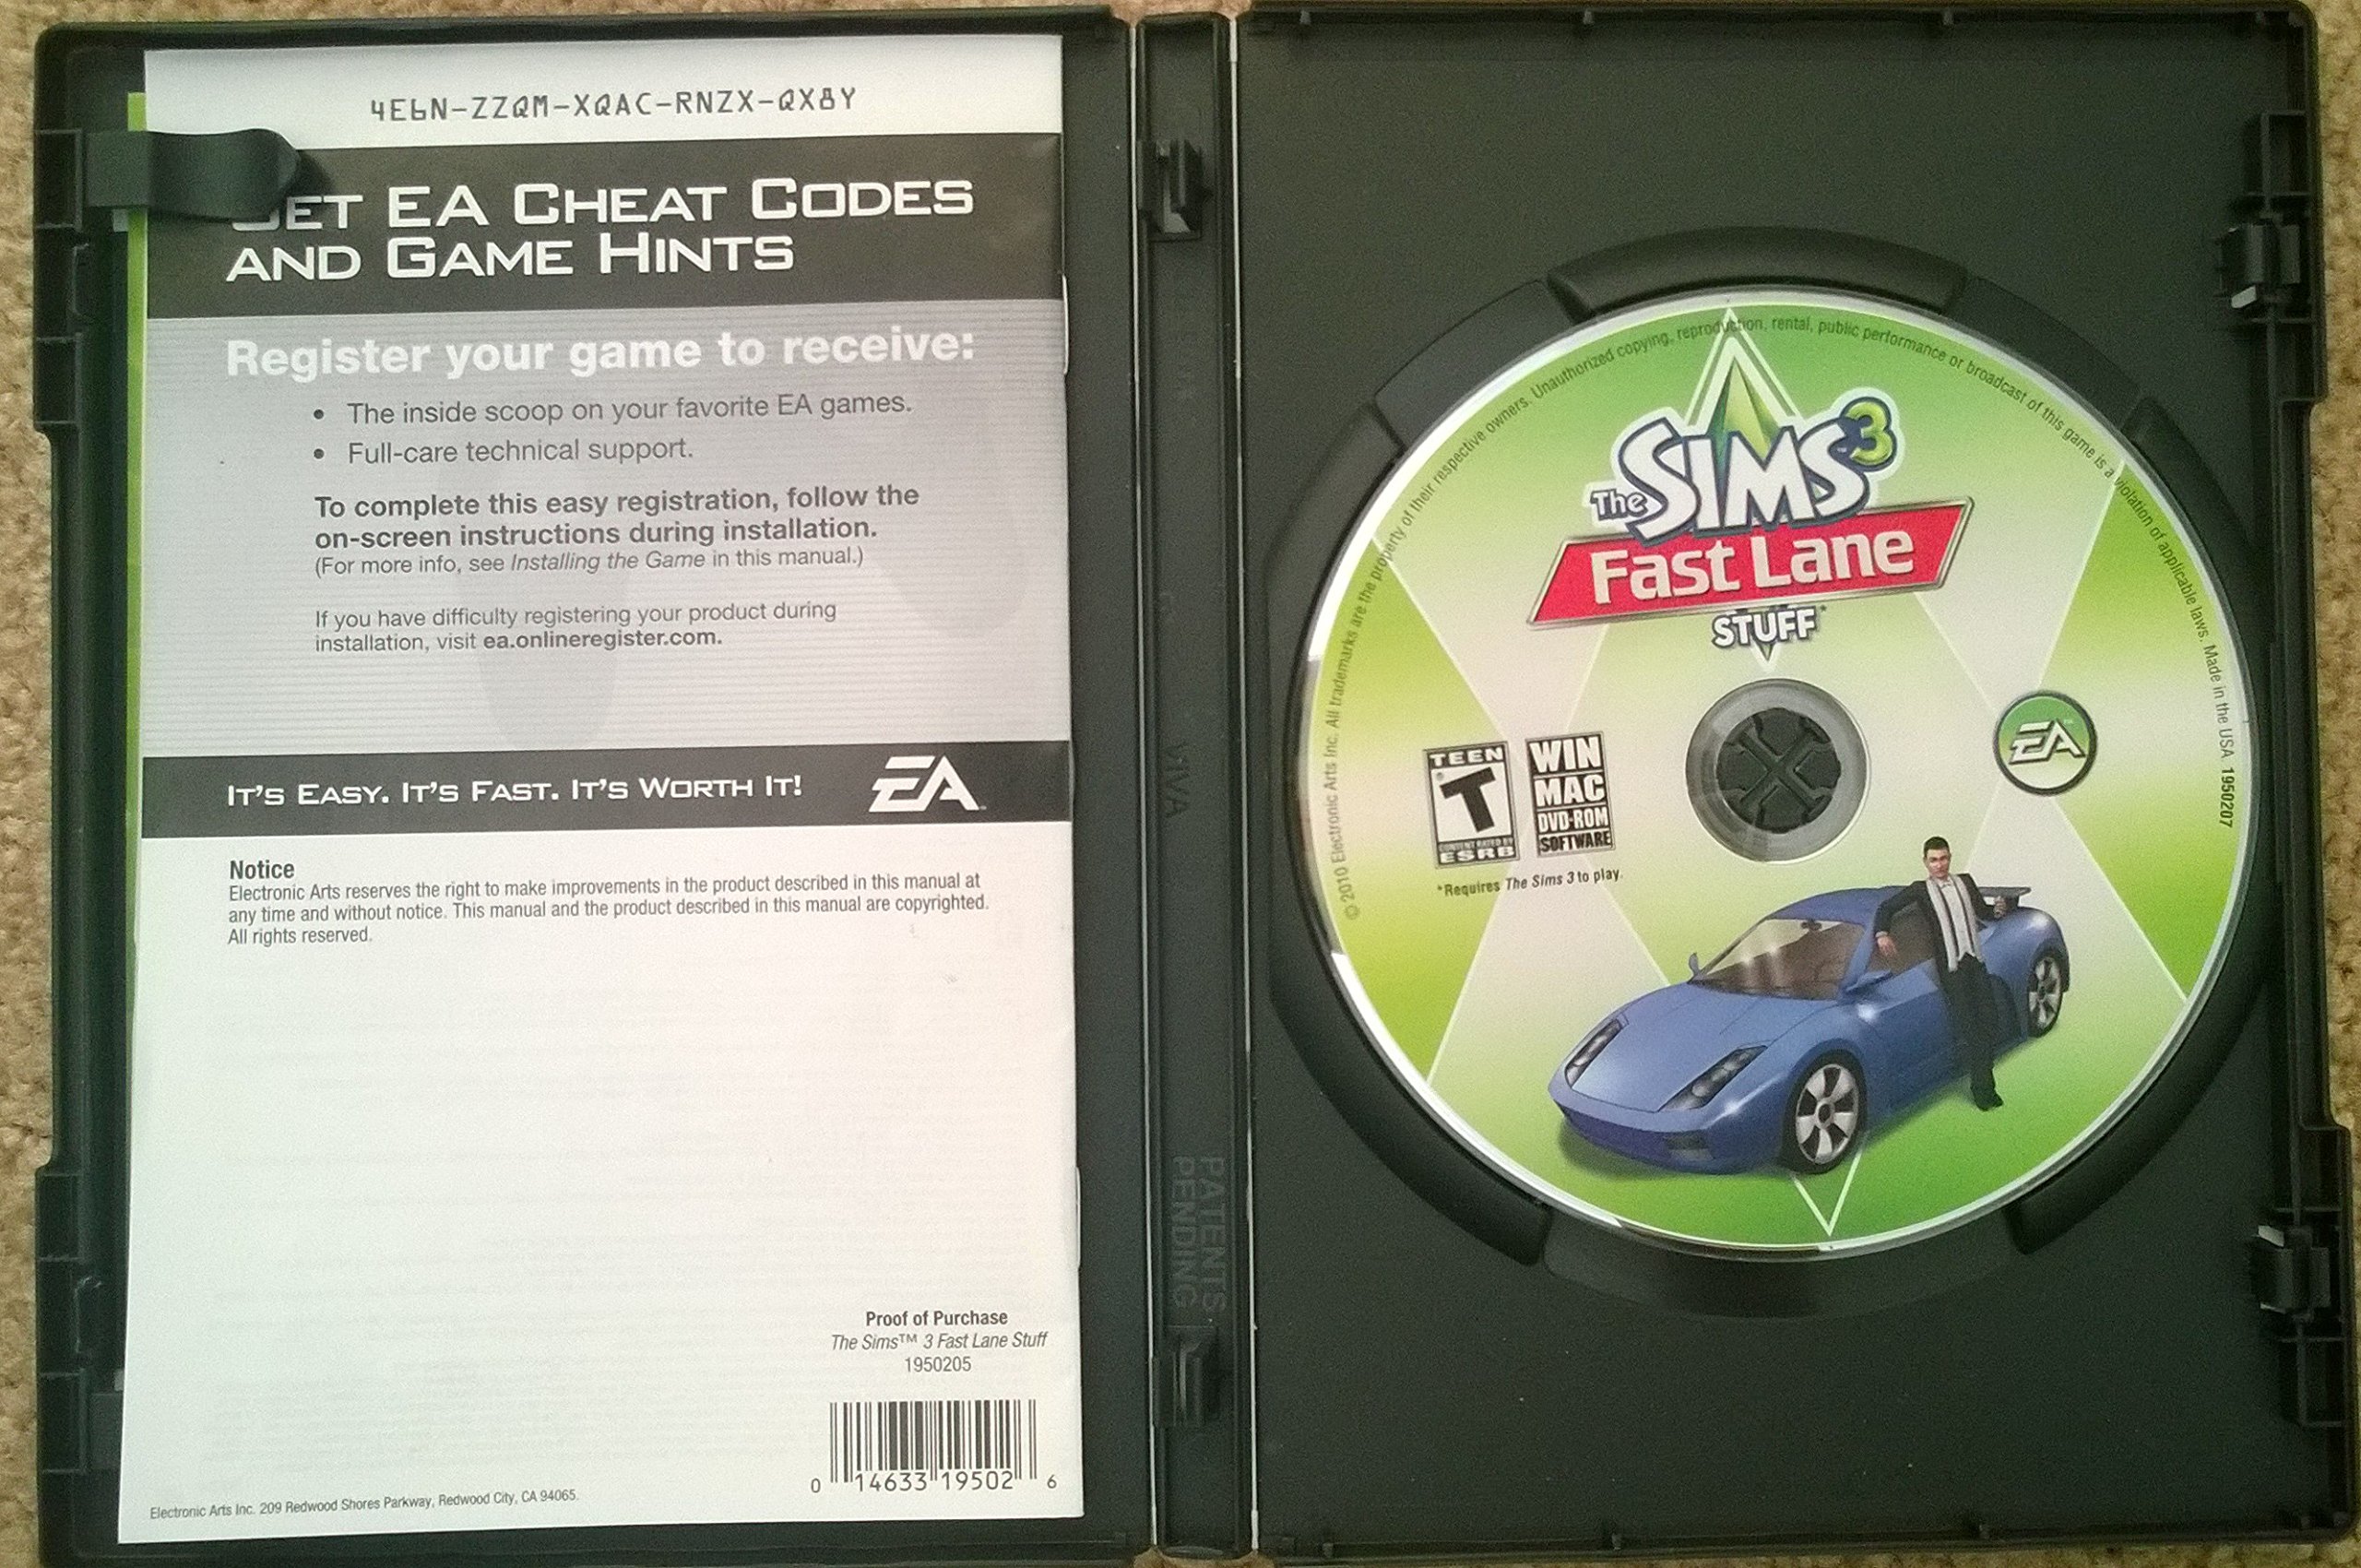 4E6N-ZZQM-XQAC-RNZX-QX8Y
GET EA CHEAT CODES
AND GAME HINTS
Register your game to receive:
• The inside scoop on your favorite EA games.
• Full-care technical support.
To complete this easy registration, follow the
on-screen instructions during installation.
(For more info, see Installing the Game in this manual.)
If you have difficulty registering your product during
installation, visit ea.onlineregister.com.
IT'S EASY. IT'S FAST. IT'S WORTH IT!
EA
Notice
Electronic Arts reserves the right to make improvements in the product described in this manual at
any time and without notice. This manual and the product described in this manual are copyrighted.
All rights reserved.
Proof of Purchase
The Sims™ 3 Fast Lane Stuff
1950205
0 14633 19502 6
Electronic Arts Inc. 209 Redwood Shores Parkway, Redwood City, CA 94065.
VIVA
PATENTS
PENDING
© 2010 Electronic Arts Inc. All trademarks are the property of their respective owners. Unauthorized copying, reproduction, rental, public performance or broadcast of this game is a violation of applicable laws. Made in the USA 1950207
The SIMS 3
Fast Lane
STUFF*
TEEN
T
CONTENT RATED BY
ESRB
WIN
MAC
DVD-ROM
SOFTWARE
EA™
*Requires The Sims 3 to play.